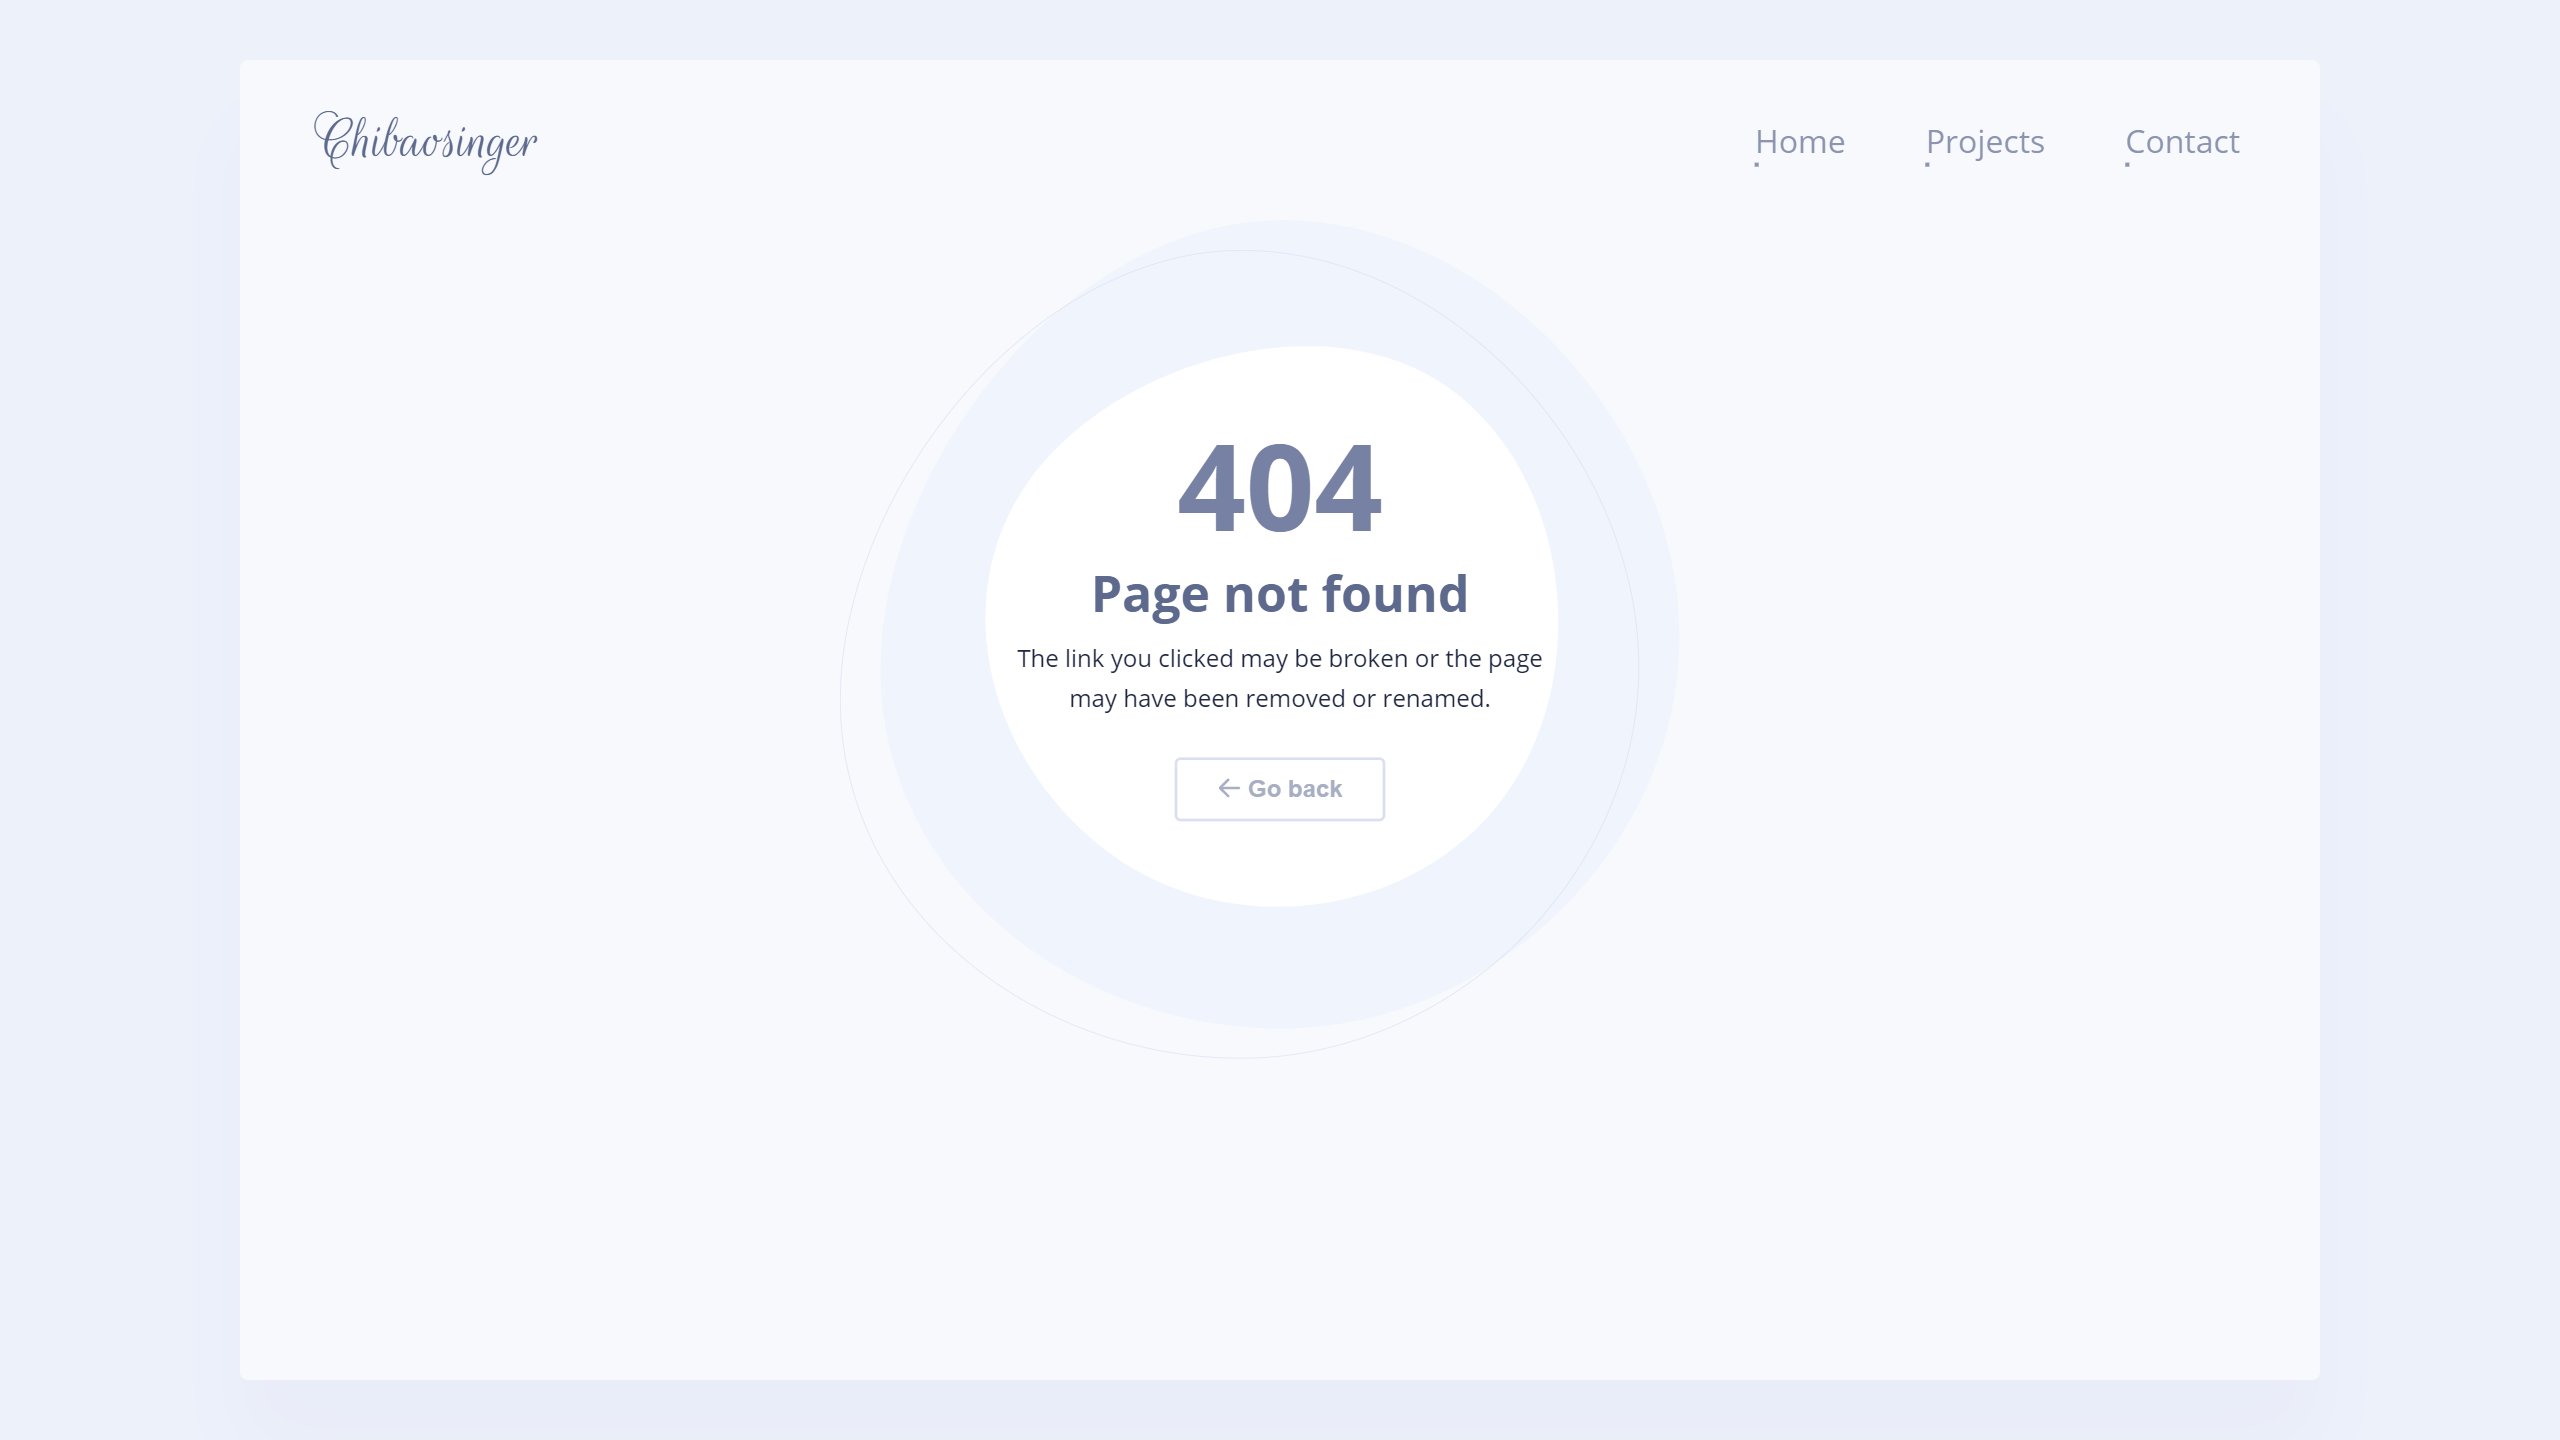 Chibaosinger
Home Projects Contact
404
Page not found
The link you clicked may be broken or the page
may have been removed or renamed.
Go back